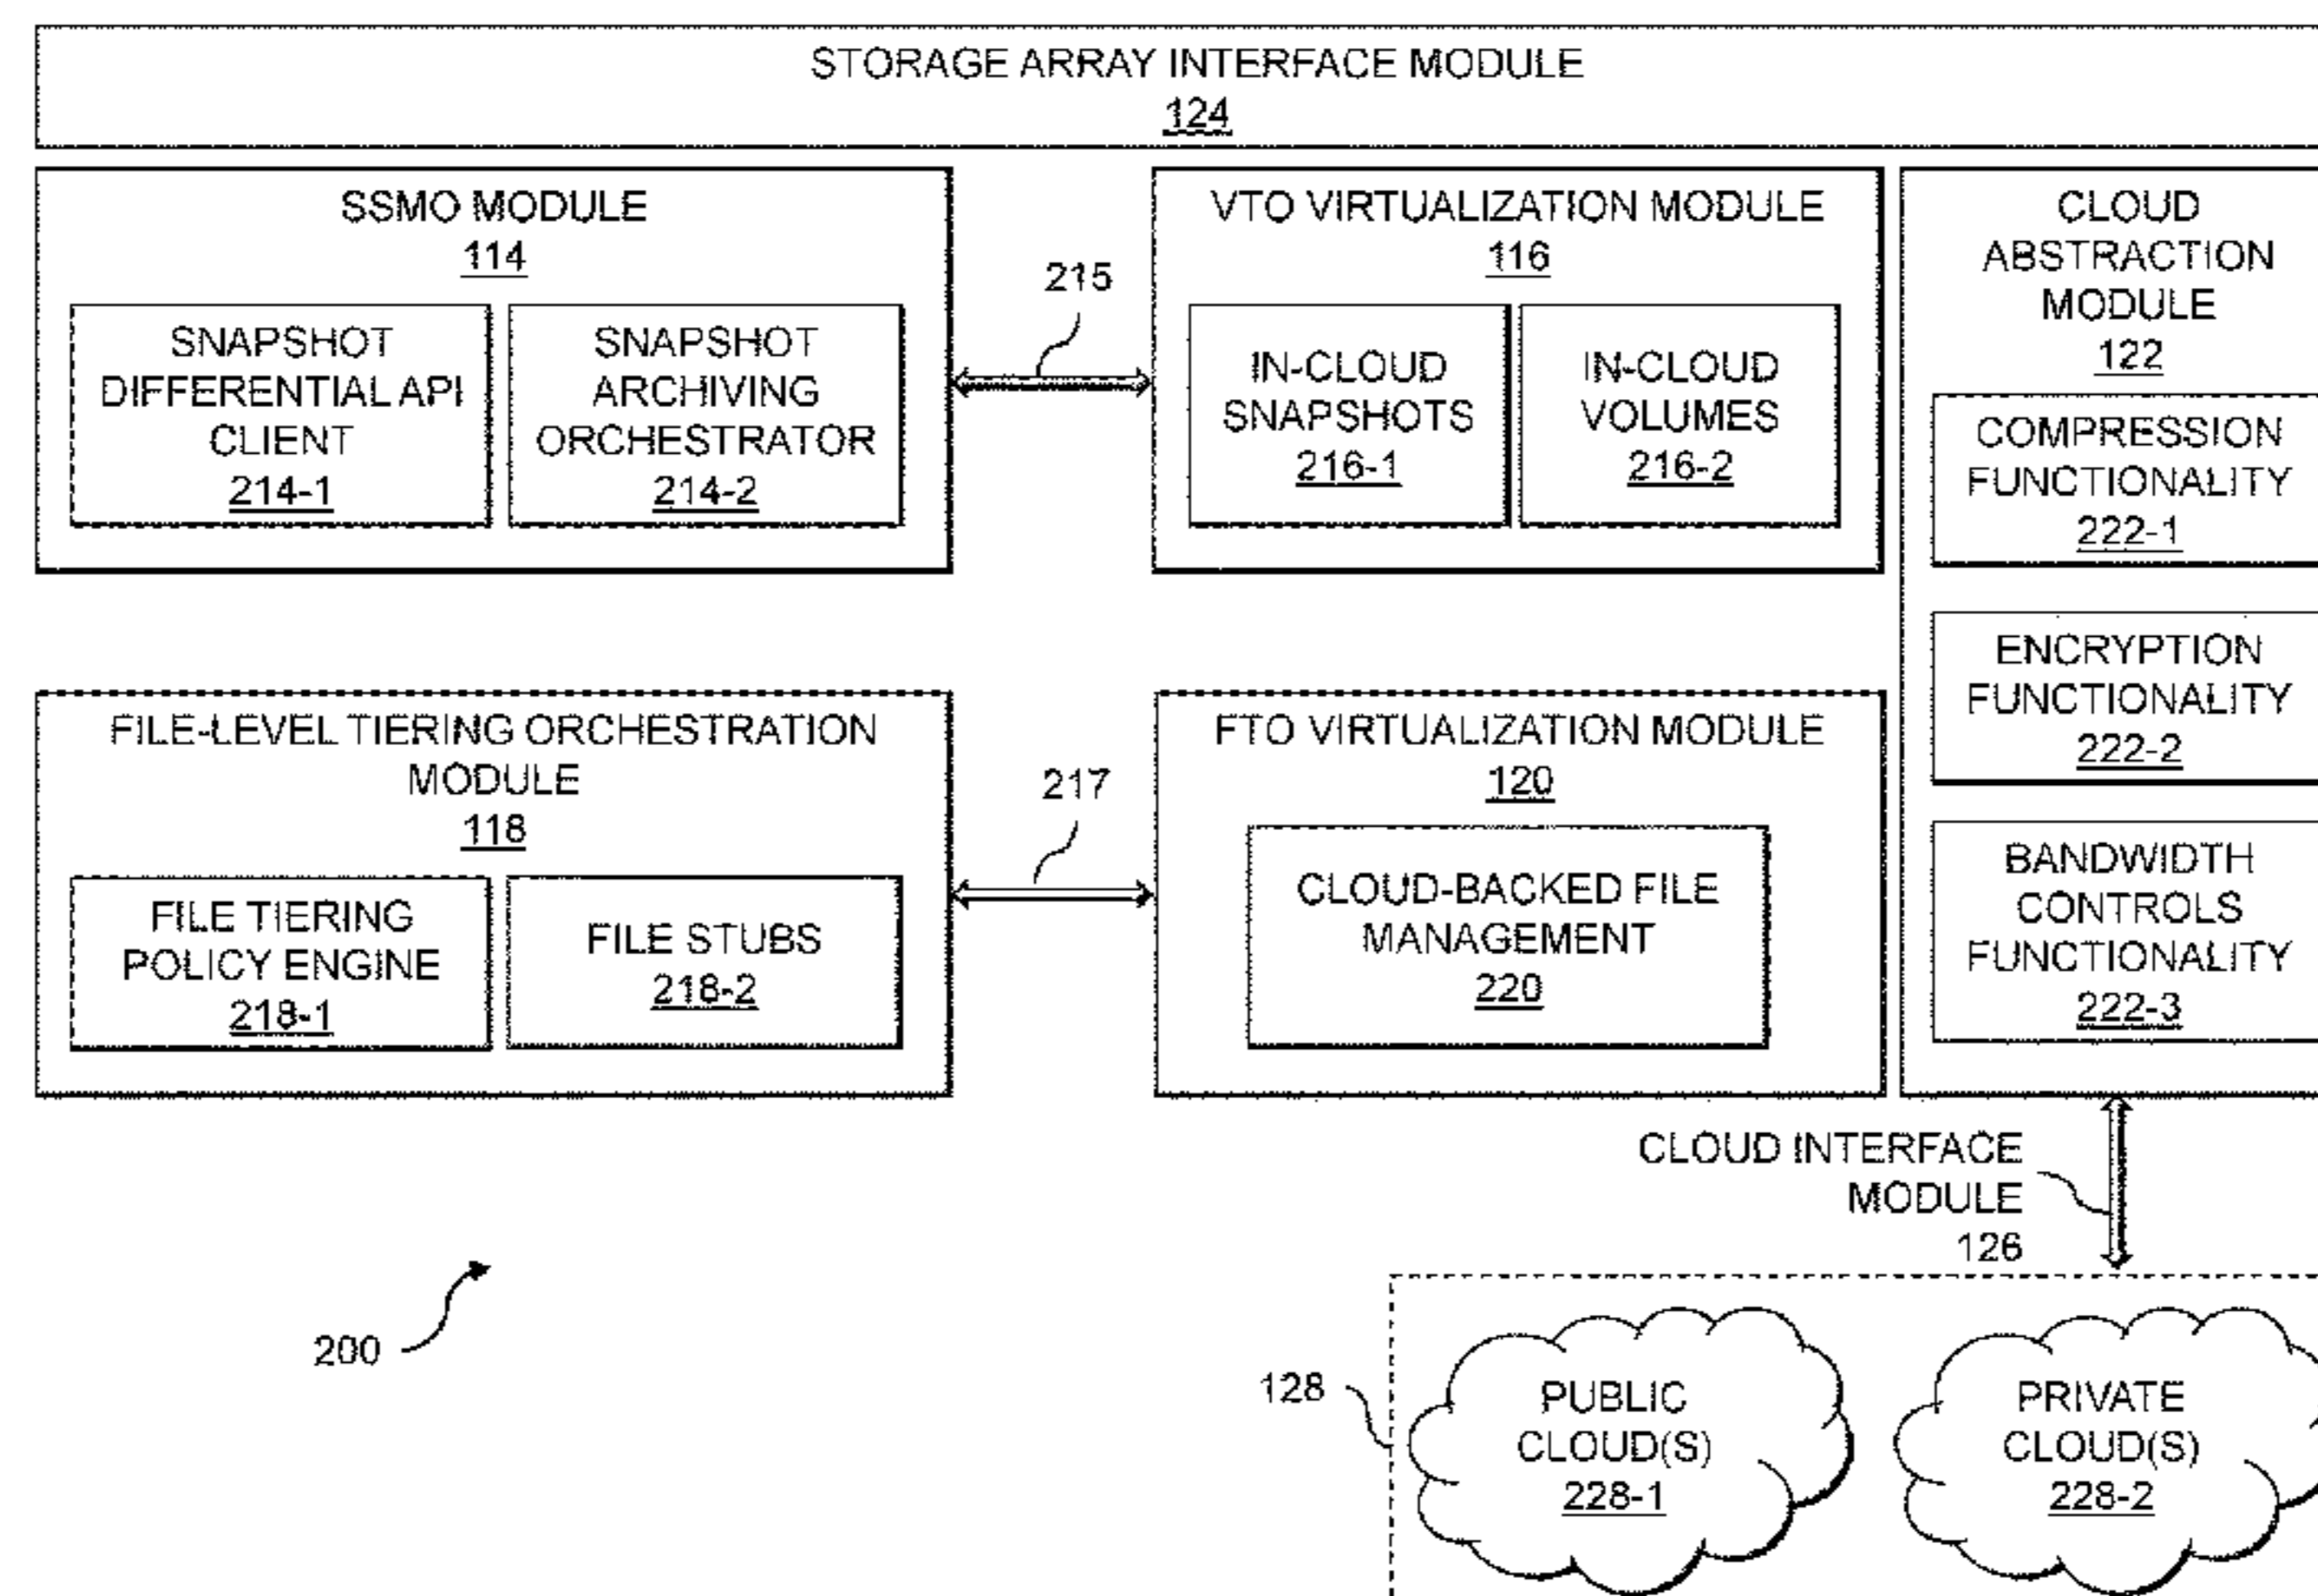 STORAGE ARRAY INTERFACE MODULE
124
SSMO MODULE
114
SNAPSHOT
DIFFERENTIAL API
CLIENT
214-1
SNAPSHOT
ARCHIVING
ORCHESTRATOR
214-2
215
VTO VIRTUALIZATION MODULE
116
IN-CLOUD
SNAPSHOTS
216-1
IN-CLOUD
VOLUMES
216-2
CLOUD
ABSTRACTION
MODULE
122
COMPRESSION
FUNCTIONALITY
222-1
ENCRYPTION
FUNCTIONALITY
222-2
BANDWIDTH
CONTROLS
FUNCTIONALITY
222-3
FILE-LEVEL TIERING ORCHESTRATION
MODULE
118
FILE TIERING
POLICY ENGINE
218-1
FILE STUBS
218-2
217
FTO VIRTUALIZATION MODULE
120
CLOUD-BACKED FILE
MANAGEMENT
220
CLOUD INTERFACE
MODULE
126
200
128
PUBLIC
CLOUD(S)
228-1
PRIVATE
CLOUD(S)
228-2